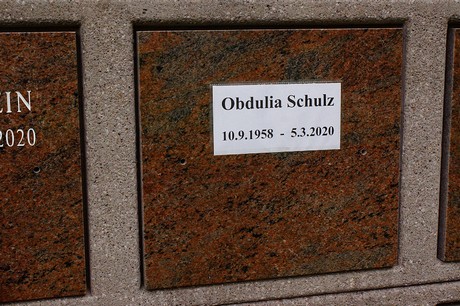 EIN
2020
Obdulia Schulz
10.9.1958 - 5.3.2020